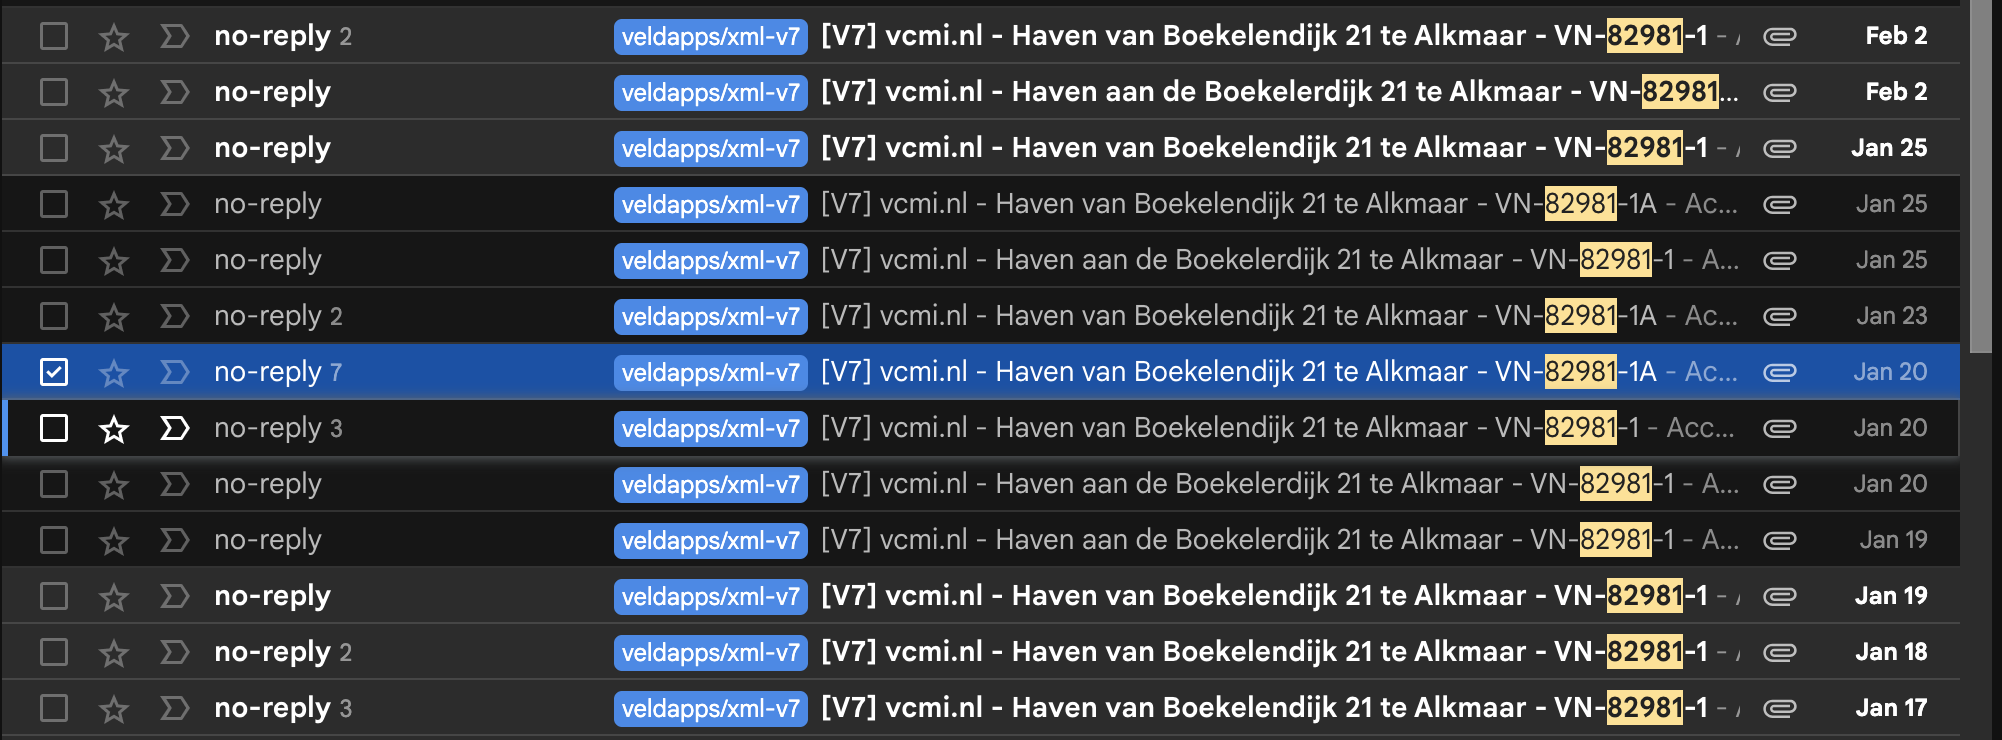 no-reply 2 veldapps/xml-v7 [V7] vcmi.nl - Haven van Boekelendijk 21 te Alkmaar - VN-82981-1 - Feb 2
no-reply veldapps/xml-v7 [V7] vcmi.nl - Haven aan de Boekelerdijk 21 te Alkmaar - VN-82981... Feb 2
no-reply veldapps/xml-v7 [V7] vcmi.nl - Haven van Boekelendijk 21 te Alkmaar - VN-82981-1 - Jan 25
no-reply veldapps/xml-v7 [V7] vcmi.nl - Haven van Boekelendijk 21 te Alkmaar - VN-82981-1A - Ac... Jan 25
no-reply veldapps/xml-v7 [V7] vcmi.nl - Haven aan de Boekelerdijk 21 te Alkmaar - VN-82981-1 - A... Jan 25
no-reply 2 veldapps/xml-v7 [V7] vcmi.nl - Haven van Boekelendijk 21 te Alkmaar - VN-82981-1A - Ac... Jan 23
no-reply 7 veldapps/xml-v7 [V7] vcmi.nl - Haven van Boekelendijk 21 te Alkmaar - VN-82981-1A - Ac... Jan 20
no-reply 3 veldapps/xml-v7 [V7] vcmi.nl - Haven van Boekelendijk 21 te Alkmaar - VN-82981-1 - Acc... Jan 20
no-reply veldapps/xml-v7 [V7] vcmi.nl - Haven aan de Boekelerdijk 21 te Alkmaar - VN-82981-1 - A... Jan 20
no-reply veldapps/xml-v7 [V7] vcmi.nl - Haven aan de Boekelerdijk 21 te Alkmaar - VN-82981-1 - A... Jan 19
no-reply veldapps/xml-v7 [V7] vcmi.nl - Haven van Boekelendijk 21 te Alkmaar - VN-82981-1 - Jan 19
no-reply 2 veldapps/xml-v7 [V7] vcmi.nl - Haven van Boekelendijk 21 te Alkmaar - VN-82981-1 - Jan 18
no-reply 3 veldapps/xml-v7 [V7] vcmi.nl - Haven van Boekelendijk 21 te Alkmaar - VN-82981-1 - Jan 17